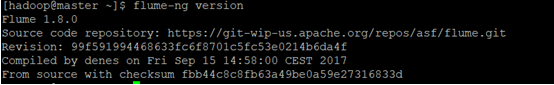 [hadoop@master ~]$ flume-ng version
Flume 1.8.0
Source code repository: https://git-wip-us.apache.org/repos/asf/flume.git
Revision: 99f591994468633fc6f8701c5fc53e0214b6da4f
Compiled by denes on Fri Sep 15 14:58:00 CEST 2017
From source with checksum fbb44c8c8fb63a49be0a59e27316833d